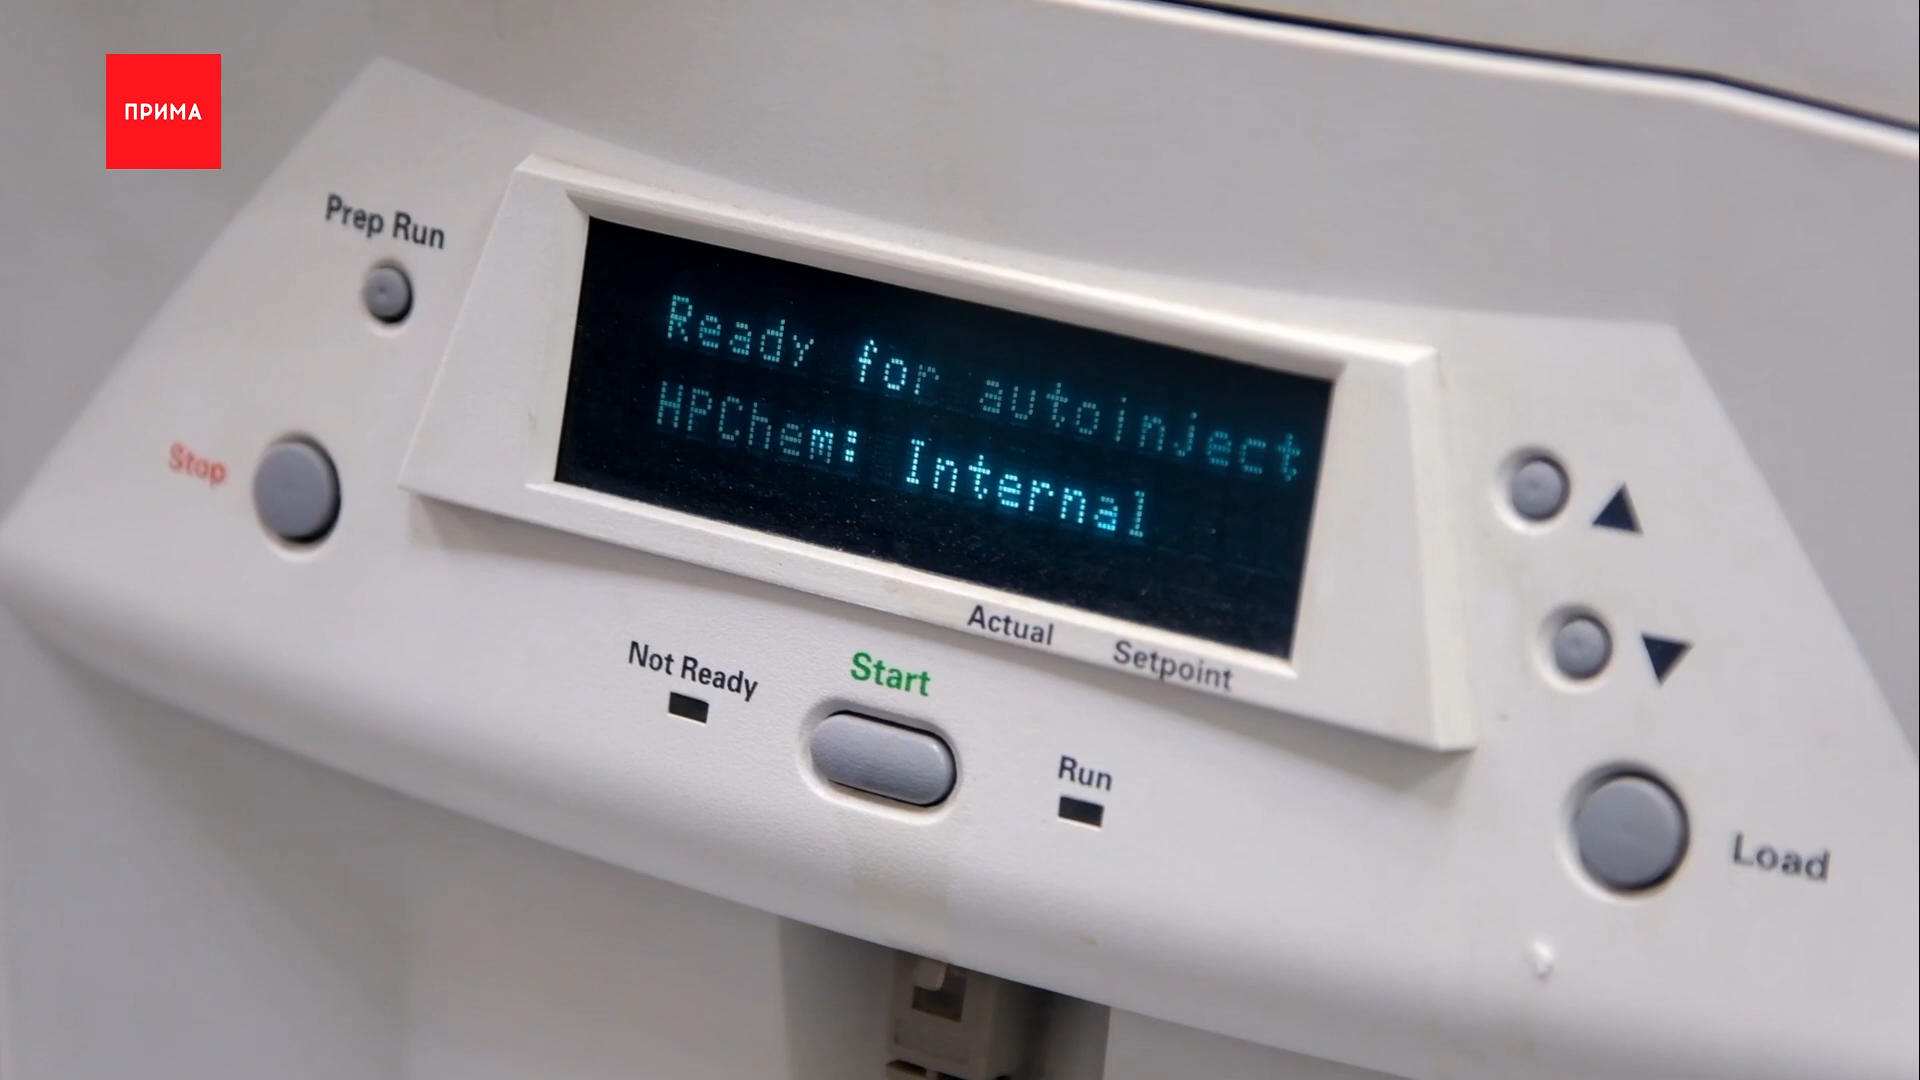 ПРИМА
Prep Run
Ready for autoinject
HPChem: Internal
Stop
Actual Setpoint
Not Ready
Start
Run
Load